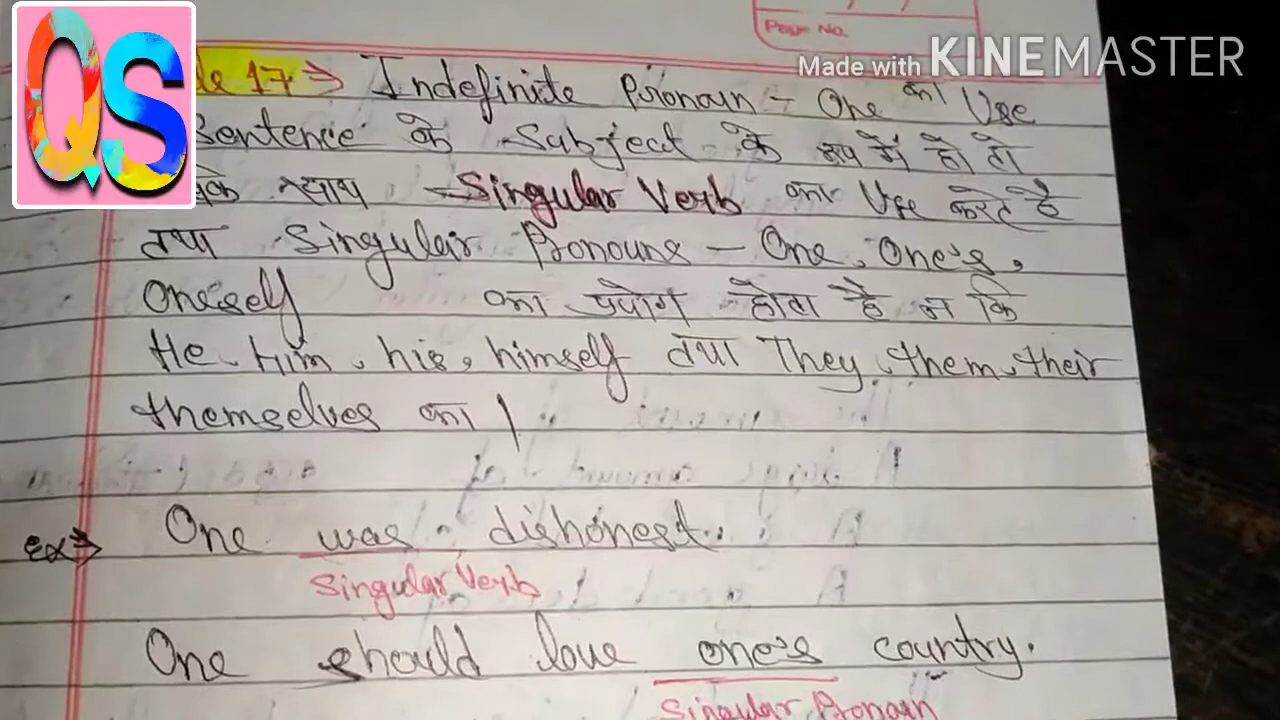 QS
Page No.
Made with KINEMASTER
le 17 ⇒ Indefinite Pronoun - One का Use
Sentence के Subject के रूप में हो तो
के साथ Singular Verb का Use करते है
तथा Singular Pronouns - One, One's,
Oneself का प्रयोग होता है न कि
He, him, his, himself तथा They, them, their
themselves का |
Ex ⇒ One was dishonest.
Singular Verb
One should love one's country.
Singular Pronoun